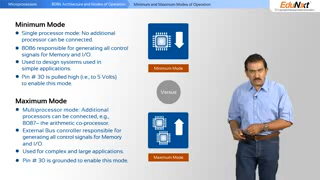 Microprocessors
8086 Architecture and Modes of Operation
Minimum and Maximum Modes of Operation
EduNxt
Minimum Mode
• Single processor mode: No additional
processor can be connected.
• 8086 responsible for generating all control
signals for Memory and I/O.
• Used to design systems used in
simple applications.
• Pin # 30 is pulled high (i.e., to 5 Volts)
to enable this mode.
Minimum Mode
Versus
Maximum Mode
• Multiprocessor mode: Additional
processors can be connected, e.g.,
8087– the arithmetic co-processor.
• External Bus controller responsible for
generating all control signals for Memory
and I/O.
• Used for complex and large applications.
• Pin # 30 is grounded to enable this mode.
Maximum Mode